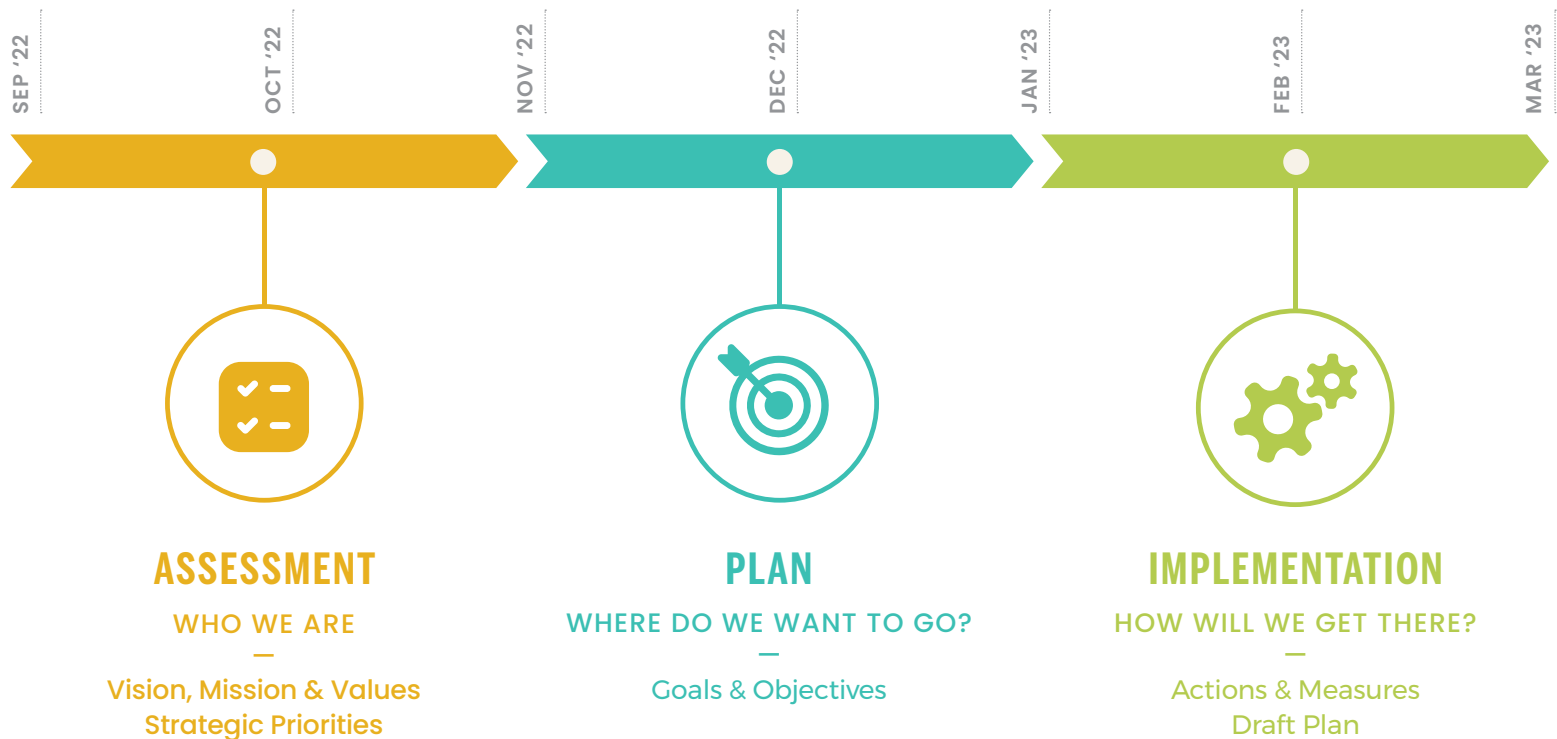 SEP ‘22
OCT ‘22
NOV ‘22
DEC ‘22
JAN ‘23
FEB ‘23
MAR ‘23
ASSESSMENT
WHO WE ARE
Vision, Mission & Values
Strategic Priorities
PLAN
WHERE DO WE WANT TO GO?
Goals & Objectives
IMPLEMENTATION
HOW WILL WE GET THERE?
Actions & Measures
Draft Plan